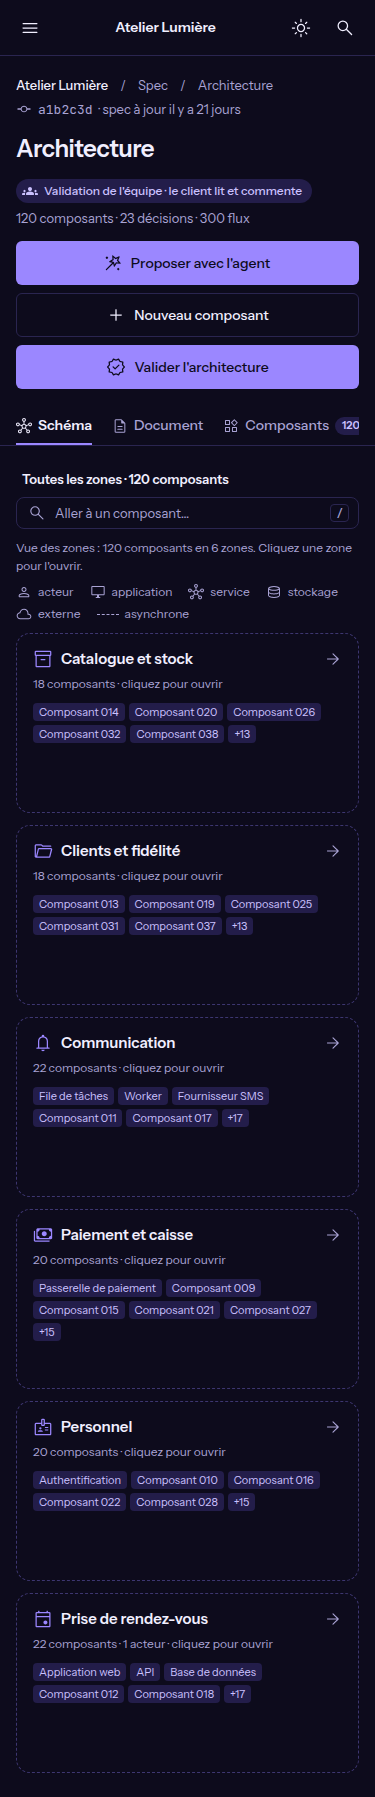 Atelier Lumière
Atelier Lumière / Spec / Architecture
a1b2c3d · spec à jour il y a 21 jours
Architecture
Validation de l'équipe · le client lit et commente
120 composants · 23 décisions · 300 flux
Proposer avec l'agent
Nouveau composant
Valider l'architecture
Schéma Document Composants 120
Toutes les zones · 120 composants
Aller à un composant... /
Vue des zones : 120 composants en 6 zones. Cliquez une zone
pour l'ouvrir.
acteur application service stockage
externe asynchrone
Catalogue et stock
18 composants · cliquez pour ouvrir
Composant 014 Composant 020 Composant 026
Composant 032 Composant 038 +13
Clients et fidélité
18 composants · cliquez pour ouvrir
Composant 013 Composant 019 Composant 025
Composant 031 Composant 037 +13
Communication
22 composants · cliquez pour ouvrir
File de tâches Worker Fournisseur SMS
Composant 011 Composant 017 +17
Paiement et caisse
20 composants · cliquez pour ouvrir
Passerelle de paiement Composant 009
Composant 015 Composant 021 Composant 027
+15
Personnel
20 composants · cliquez pour ouvrir
Authentification Composant 010 Composant 016
Composant 022 Composant 028 +15
Prise de rendez-vous
22 composants · 1 acteur · cliquez pour ouvrir
Application web API Base de données
Composant 012 Composant 018 +17